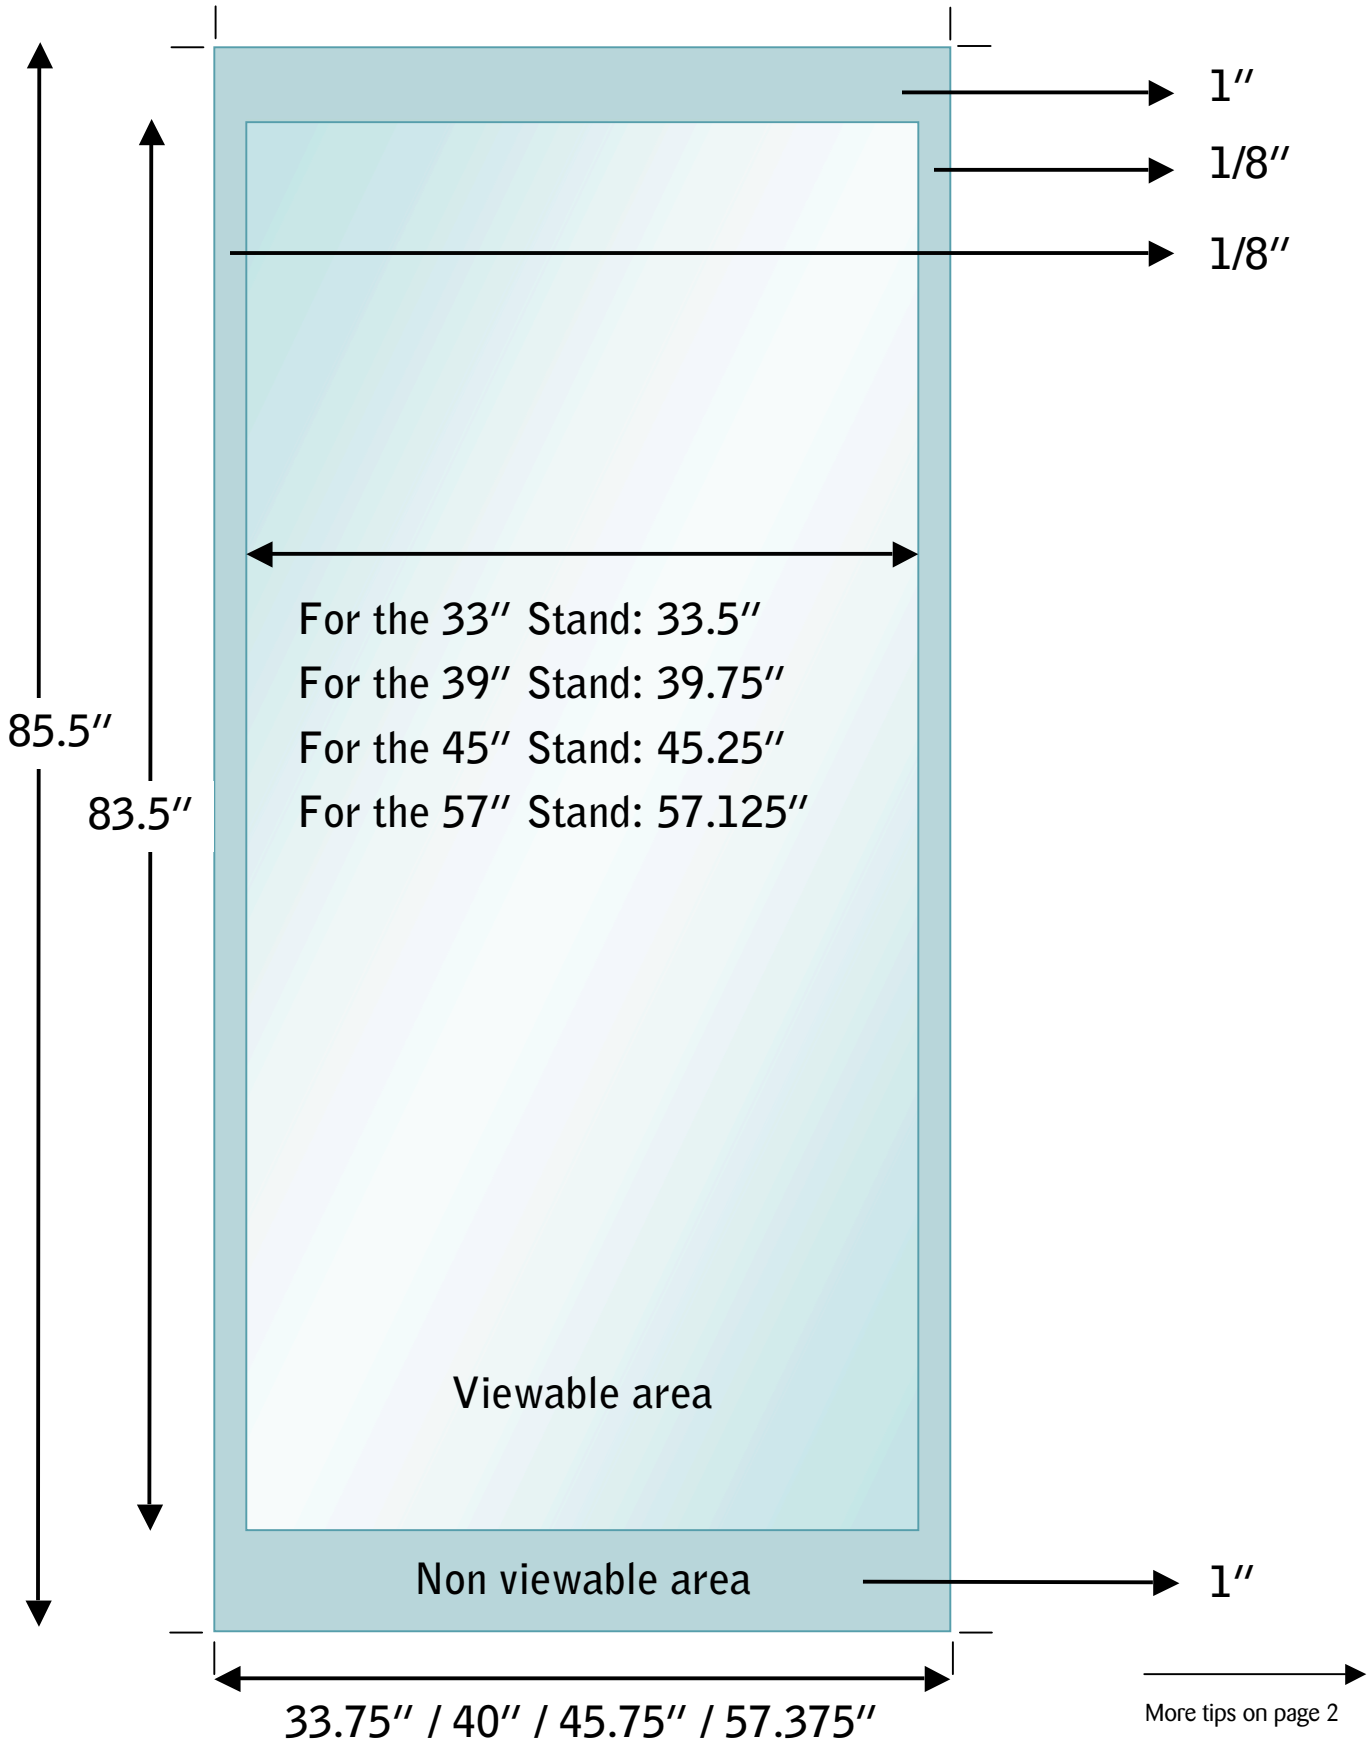 1″
1/8″
1/8″
For the 33″ Stand: 33.5″
For the 39″ Stand: 39.75″
85.5″
For the 45″ Stand: 45.25″
83.5″
For the 57″ Stand: 57.125″
Viewable area
Non viewable area
1″
33.75″ / 40″ / 45.75″ / 57.375″
More tips on page 2